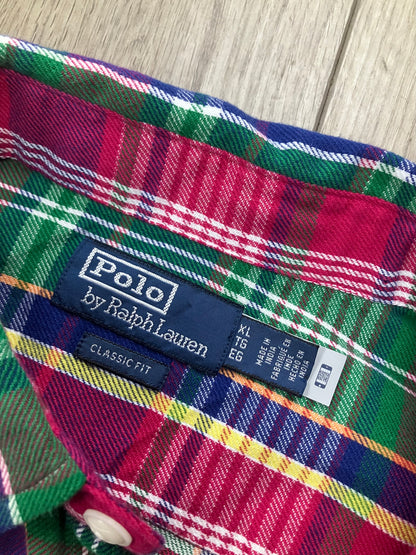 Polo
by Ralph Lauren
CLASSIC FIT
XL
TG
EG
MADE IN
INDIA
FABRIQUÉ EN
INDE
HECHO EN
INDIA